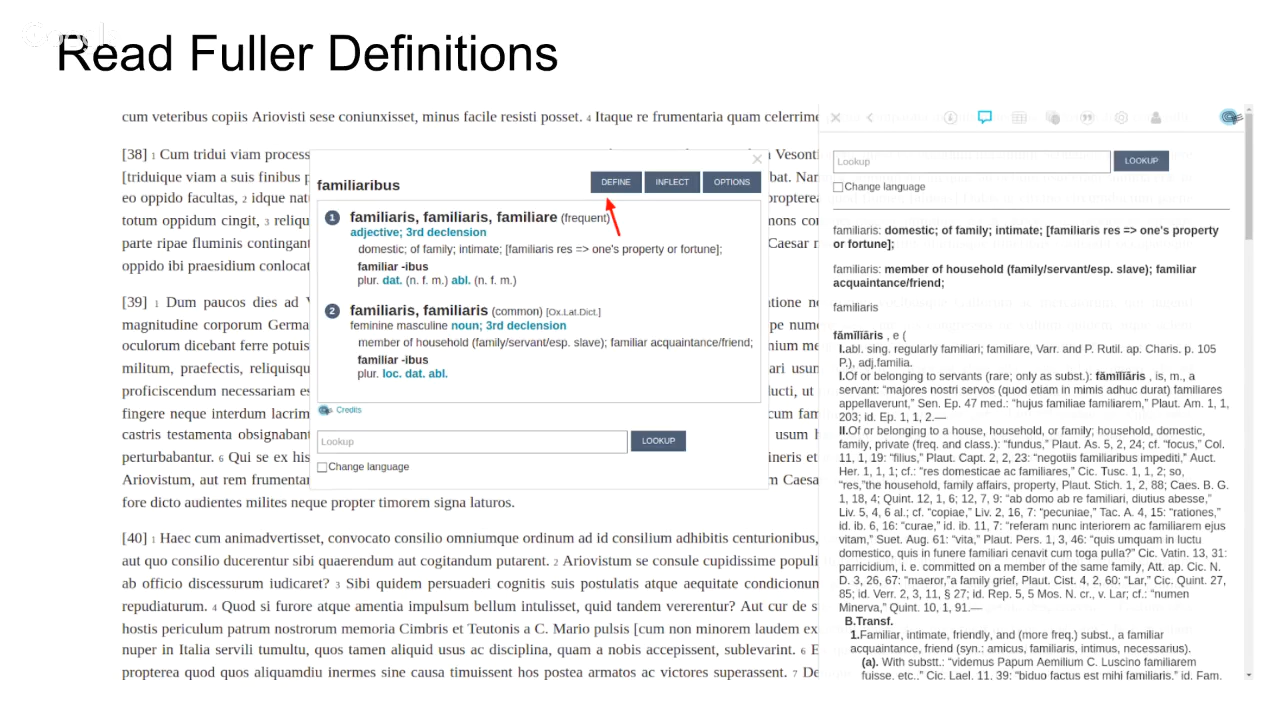 Read Fuller Definitions
cum veteribus copiis Ariovisti sese coniunxisset, minus facile resisti posset. 4 Itaque re frumentaria quam celerrime
[38] 1 Cum tridui viam process
Vesonti
[triduique viam a suis finibus p
bat. Nam
eo oppido facultas, 2 idque nat
totum oppidum cingit, 3 reliqu
mons con
parte ripae fluminis contingant
Caesar m
oppido ibi praesidium conlocat
[39] 1 Dum paucos dies ad V
atione ne
magnitudine corporum Germa
pe nume
oculorum dicebant ferre potuis
nium me
militum, praefectis, reliquisqu
ari usum
proficiscendum necessariam es
ducti, ut
fingere neque interdum lacrim
cum fam
castris testamenta obsignabant
usum h
perturbabantur. 6 Qui se ex his
ineris et
Ariovistum, aut rem frumentar
m Caesa
fore dicto audientes milites neque propter timorem signa laturos.
[40] 1 Haec cum animadvertisset, convocato consilio omniumque ordinum ad id consilium adhibitis centurionibus,
aut quo consilio ducerentur sibi quaerendum aut cogitandum putarent. 2 Ariovistum se consule cupidissime populi
ab officio discessurum iudicaret? 3 Sibi quidem persuaderi cognitis suis postulatis atque aequitate condicionum
repudiaturum. 4 Quod si furore atque amentia impulsum bellum intulisset, quid tandem vererentur? Aut cur de s
hostis periculum patrum nostrorum memoria Cimbris et Teutonis a C. Mario pulsis [cum non minorem laudem ex
nuper in Italia servili tumultu, quos tamen aliquid usus ac disciplina, quam a nobis accepissent, sublevarint. 6 E
propterea quod quos aliquamdiu inermes sine causa timuissent hos postea armatos ac victores superassent. 7 De
familiaribus
DEFINE INFLECT OPTIONS
1 familiaris, familiaris, familiare (frequent)
adjective; 3rd declension
domestic; of family; intimate; [familiaris res => one's property or fortune];
familiar -ibus
plur. dat. (n. f. m.) abl. (n. f. m.)
2 familiaris, familiaris (common) [Ox.Lat.Dict.]
feminine masculine noun; 3rd declension
member of household (family/servant/esp. slave); familiar acquaintance/friend;
familiar -ibus
plur. loc. dat. abl.
Credits
Lookup LOOKUP
Change language
Lookup LOOKUP
Change language
familiaris: domestic; of family; intimate; [familiaris res => one's property
or fortune];
familiaris: member of household (family/servant/esp. slave); familiar
acquaintance/friend;
familiaris
fămĭlĭāris , e (
I.abl. sing. regularly familiari; familiare, Varr. and P. Rutil. ap. Charis. p. 105
P.), adj.familia.
I.Of or belonging to servants (rare; only as subst.): fămĭlĭāris , is, m., a
servant: “majores nostri servos (quod etiam in mimis adhuc durat) familiares
appellaverunt,” Sen. Ep. 47 med.: “hujus familiae familiarem,” Plaut. Am. 1, 1,
203; id. Ep. 1, 1, 2.—
II.Of or belonging to a house, household, or family; household, domestic,
family, private (freq. and class.): “fundus,” Plaut. As. 5, 2, 24; cf. “focus,” Col.
11, 1, 19: “filius,” Plaut. Capt. 2, 2, 23: “negotiis familiaribus impediti,” Auct.
Her. 1, 1, 1; cf.: “res domesticae ac familiares,” Cic. Tusc. 1, 1, 2; so,
“res,”the household, family affairs, property, Plaut. Stich. 1, 2, 88; Caes. B. G.
1, 18, 4; Quint. 12, 1, 6; 12, 7, 9: “ab domo ab re familiari, diutius abesse,”
Liv. 5, 4, 6 al.; cf. “copiae,” Liv. 2, 16, 7: “pecuniae,” Tac. A. 4, 15: “rationes,”
id. ib. 6, 16: “curae,” id. ib. 11, 7: “referam nunc interiorem ac familiarem ejus
vitam,” Suet. Aug. 61: “vita,” Plaut. Pers. 1, 3, 46: “quis umquam in luctu
domestico, quis in funere familiari cenavit cum toga pulla?” Cic. Vatin. 13, 31:
parricidium, i. e. committed on a member of the same family, Att. ap. Cic. N.
D. 3, 26, 67: “maeror,”a family grief, Plaut. Cist. 4, 2, 60: “Lar,” Cic. Quint. 27,
85; id. Verr. 2, 3, 11, § 27; id. Rep. 5, 5 Mos. N. cr., v. Lar; cf.: “numen
Minerva,” Quint. 10, 1, 91.—
B.Transf.
1.Familiar, intimate, friendly, and (more freq.) subst., a familiar
acquaintance, friend (syn.: amicus, familiaris, intimus, necessarius).
(a). With substt.: “videmus Papum Aemilium C. Luscino familiarem
fuisse, etc.,” Cic. Lael. 11, 39: “biduo factus est mihi familiaris,” id. Fam.